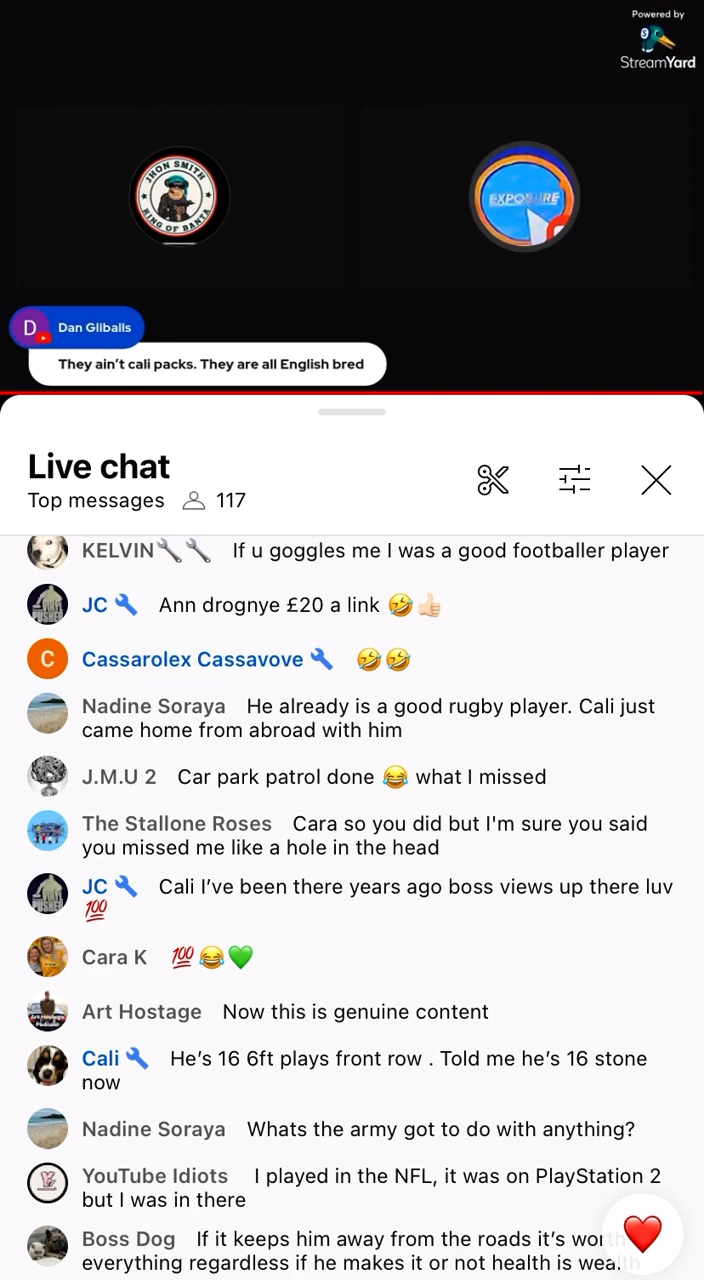 Powered by
StreamYard
JHON SMITH
KING OF BANTA
EXPOSURE
D Dan Gliballs
They ain't cali packs. They are all English bred
Live chat
Top messages 117
KELVIN🔧🔧 If u goggles me I was a good footballer player
JC 🔧 Ann drognye £20 a link 🤣👍🏻
C Cassarolex Cassavove 🔧 🤣🤣
Nadine Soraya He already is a good rugby player. Cali just
came home from abroad with him
J.M.U 2 Car park patrol done 😂 what I missed
The Stallone Roses Cara so you did but I'm sure you said
you missed me like a hole in the head
PUSHER JC 🔧 Cali I've been there years ago boss views up there luv
💯
Cara K 💯😂💚
Art Hostage Now this is genuine content
Cali 🔧 He's 16 6ft plays front row . Told me he's 16 stone
now
Nadine Soraya Whats the army got to do with anything?
YouTube Idiots I played in the NFL, it was on PlayStation 2
but I was in there
Boss Dog If it keeps him away from the roads it's worth
everything regardless if he makes it or not health is wealth